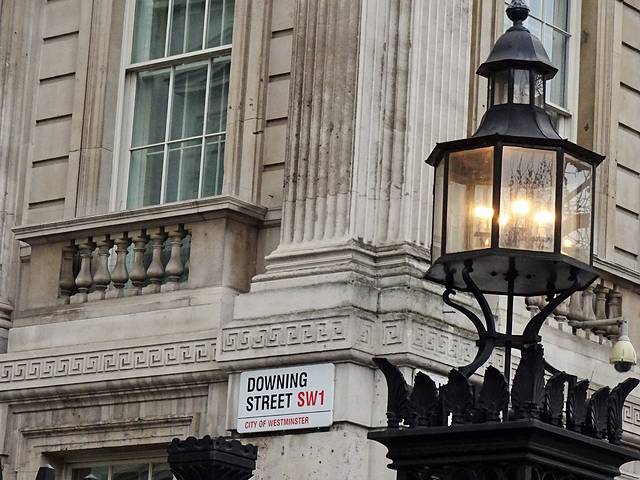 DOWNING
STREET SW1
CITY OF WESTMINSTER